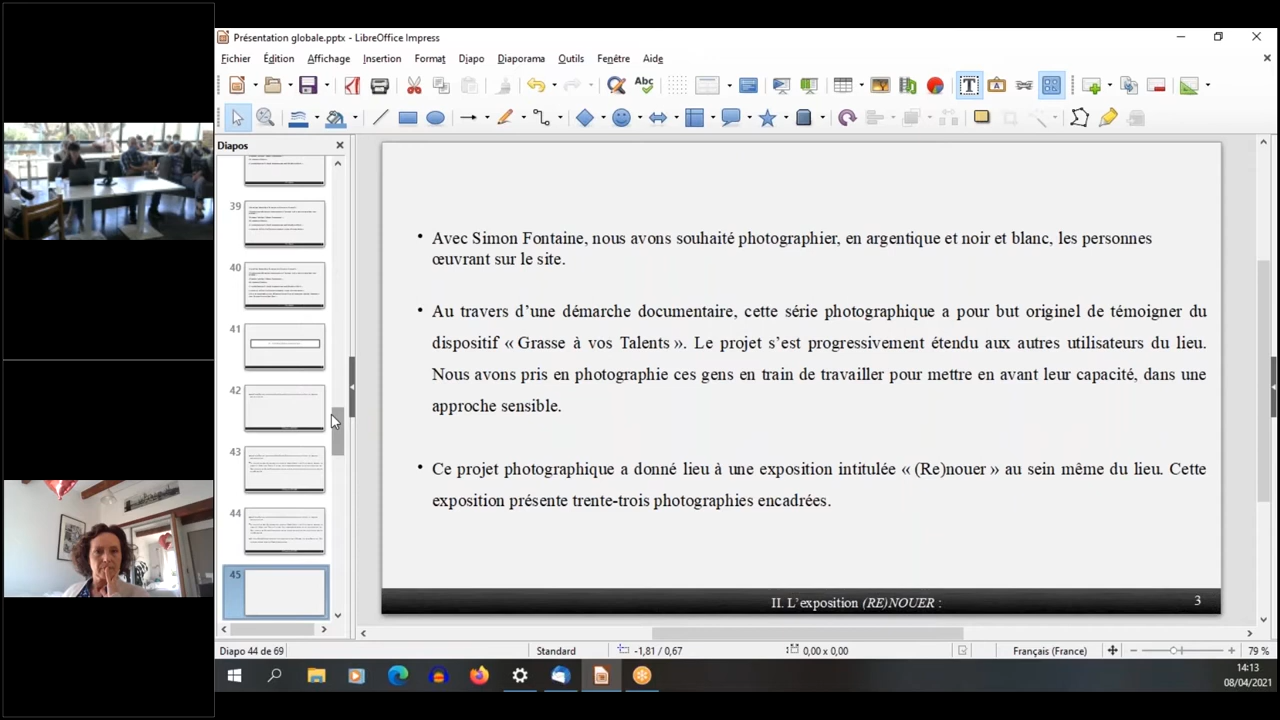 Présentation globale.pptx - LibreOffice Impress
Fichier Édition Affichage Insertion Format Diapo Diaporama Outils Fenêtre Aide
Abc
Diapos
39
40
41
42
43
44
45
• Avec Simon Fontaine, nous avons souhaité photographier, en argentique et noir et blanc, les personnes
œuvrant sur le site.
• Au travers d’une démarche documentaire, cette série photographique a pour but originel de témoigner du
dispositif « Grasse à vos Talents ». Le projet s’est progressivement étendu aux autres utilisateurs du lieu.
Nous avons pris en photographie ces gens en train de travailler pour mettre en avant leur capacité, dans une
approche sensible.
• Ce projet photographique a donné lieu à une exposition intitulée « (Re)nouer » au sein même du lieu. Cette
exposition présente trente-trois photographies encadrées.
II. L’exposition (RE)NOUER :
3
Diapo 44 de 69 Standard -1,81 / 0,67 0,00 x 0,00 Français (France) 79 %
14:13
08/04/2021